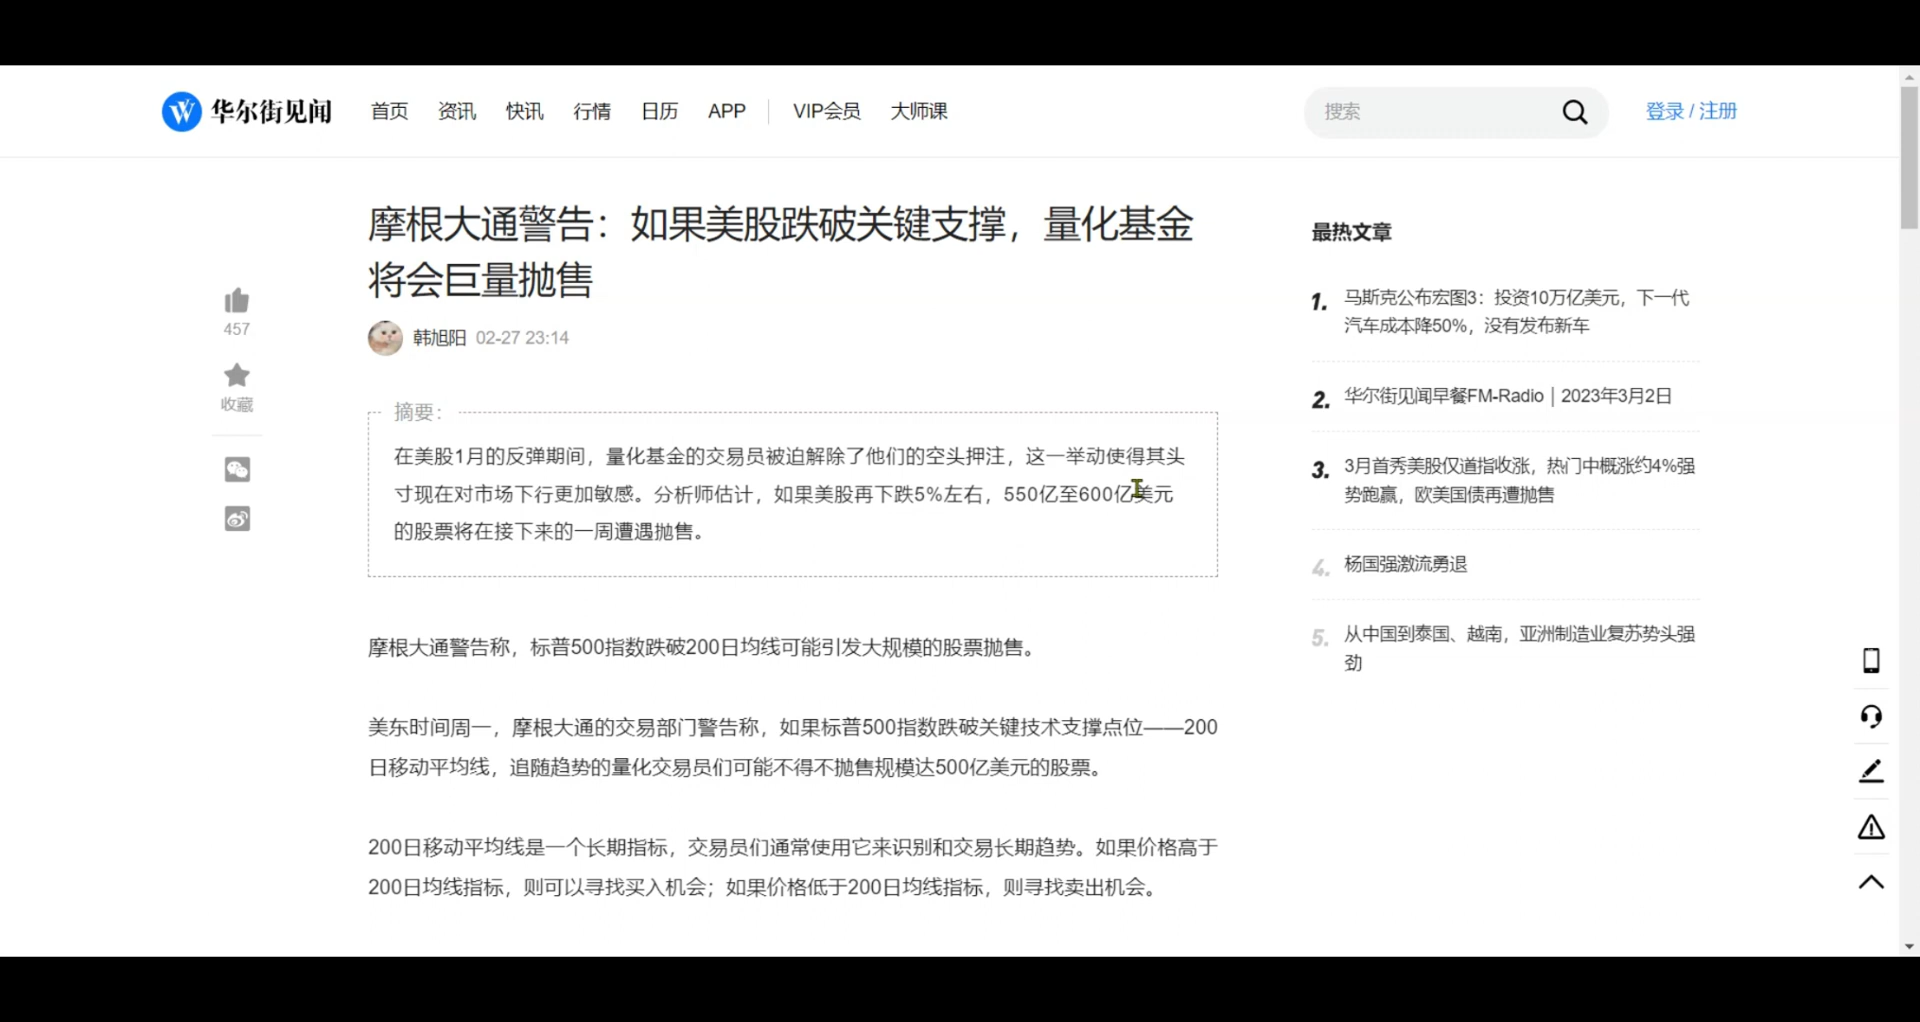 华尔街见闻
首页 资讯 快讯 行情 日历 APP VIP会员 大师课
搜索
登录 / 注册
摩根大通警告：如果美股跌破关键支撑，量化基金
将会巨量抛售
韩旭阳 02-27 23:14
457
收藏
摘要：
在美股1月的反弹期间，量化基金的交易员被迫解除了他们的空头押注，这一举动使得其头
寸现在对市场下行更加敏感。分析师估计，如果美股再下跌5%左右，550亿至600亿美元
的股票将在接下来的一周遭遇抛售。
摩根大通警告称，标普500指数跌破200日均线可能引发大规模的股票抛售。
美东时间周一，摩根大通的交易部门警告称，如果标普500指数跌破关键技术支撑点位——200
日移动平均线，追随趋势的量化交易员们可能不得不抛售规模达500亿美元的股票。
200日移动平均线是一个长期指标，交易员们通常使用它来识别和交易长期趋势。如果价格高于
200日均线指标，则可以寻找买入机会；如果价格低于200日均线指标，则寻找卖出机会。
最热文章
1. 马斯克公布宏图3：投资10万亿美元，下一代
汽车成本降50%，没有发布新车
2. 华尔街见闻早餐FM-Radio｜2023年3月2日
3. 3月首秀美股仅道指收涨，热门中概涨约4%强
势跑赢，欧美国债再遭抛售
4. 杨国强激流勇退
5. 从中国到泰国、越南，亚洲制造业复苏势头强
劲